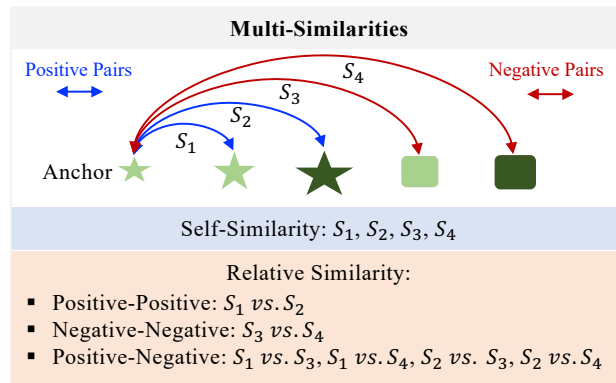 Multi-Similarities
Positive Pairs
Negative Pairs
S₄
S₃
S₂
S₁
Anchor
Self-Similarity: S₁, S₂, S₃, S₄
Relative Similarity:
▪ Positive-Positive: S₁ vs. S₂
▪ Negative-Negative: S₃ vs. S₄
▪ Positive-Negative: S₁ vs. S₃, S₁ vs. S₄, S₂ vs. S₃, S₂ vs. S₄